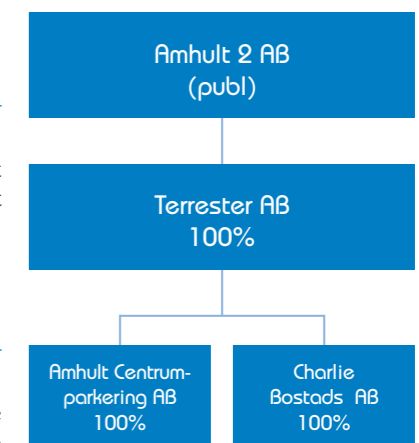 Amhult 2 AB
(publ)
Terrester AB
100%
Amhult Centrum-
parkering AB
100%
Charlie
Bostads AB
100%